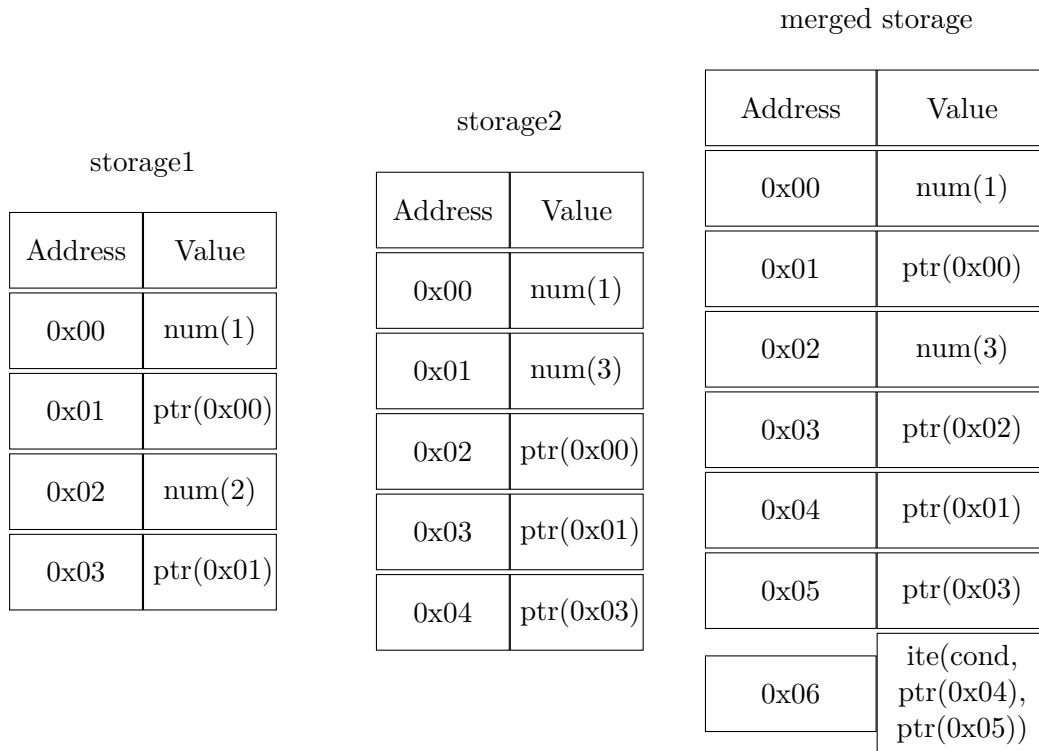 storage1
Address Value
0x00 num(1)
0x01 ptr(0x00)
0x02 num(2)
0x03 ptr(0x01)
storage2
Address Value
0x00 num(1)
0x01 num(3)
0x02 ptr(0x00)
0x03 ptr(0x01)
0x04 ptr(0x03)
merged storage
Address Value
0x00 num(1)
0x01 ptr(0x00)
0x02 num(3)
0x03 ptr(0x02)
0x04 ptr(0x01)
0x05 ptr(0x03)
0x06 ite(cond,
ptr(0x04),
ptr(0x05))